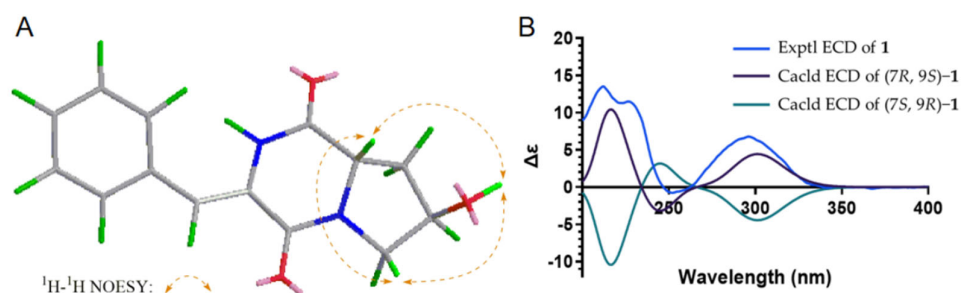 A
¹H-¹H NOESY:
B
Δε
20
15
10
5
0
-5
-10
250
300
350
400
Wavelength (nm)
Exptl ECD of 1
Cacld ECD of (7R, 9S)–1
Cacld ECD of (7S, 9R)–1